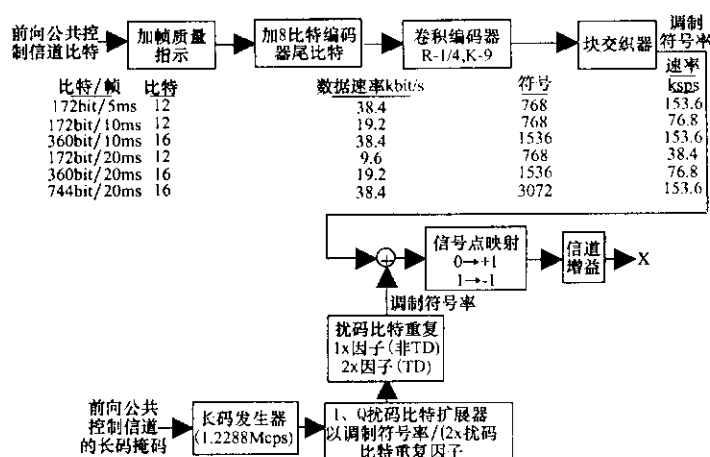 前向公共控制信道比特
加帧质量指示
加8比特编码器尾比特
卷积编码器
R-1/4,K-9
块交织器
调制符号率
比特/帧 比特 数据速率kbit/s 符号 速率 ksps
172bit/5ms 12 38.4 768 153.6
172bit/10ms 12 19.2 768 76.8
360bit/10ms 16 38.4 1536 153.6
172bit/20ms 12 9.6 768 38.4
360bit/20ms 16 19.2 1536 76.8
744bit/20ms 16 38.4 3072 153.6
信号点映射
0→+1
1→-1
信道增益
X
调制符号率
扰码比特重复
1x因子(非TD)
2x因子(TD)
前向公共
控制信道
的长码掩码
长码发生器
(1.2288Mcps)
I、Q扰码比特扩展器
以调制符号率/(2x扰码
比特重复因子